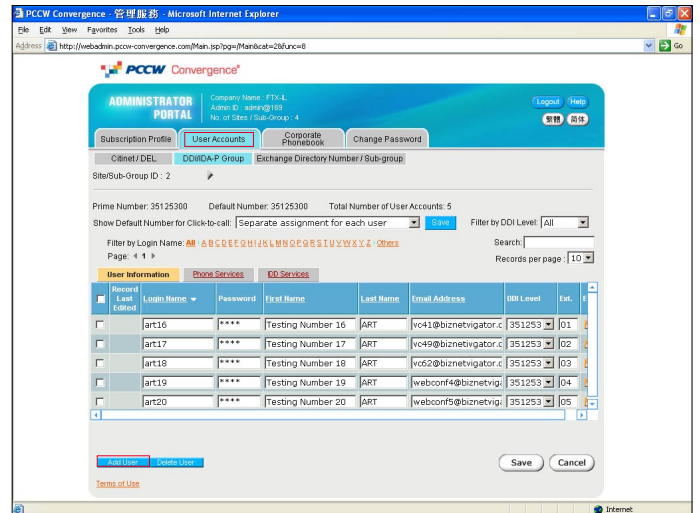 PCCW Convergence - 管理服務 - Microsoft Internet Explorer
File Edit View Favorites Tools Help
Address http://webadmin.pccw-convergence.com/Main.jsp?pg=/Main&cat=28func=8 Go
PCCW Convergence
ADMINISTRATOR PORTAL
Company Name : FTX-IL
Admin ID : admin@169
No. of Sites / Sub-Group : 4
Logout Help
繁體 简体
Subscription Profile User Accounts Corporate Phonebook Change Password
Citinet / DEL DDI/IDA-P Group Exchange Directory Number / Sub-group
Site/Sub-Group ID : 2
Prime Number: 35125300 Default Number: 35125300 Total Number of User Accounts: 5
Show Default Number for Click-to-call: Separate assignment for each user Save Filter by DDI Level: All
Filter by Login Name: All A B C D E F G H I J K L M N O P Q R S T U V W X Y Z Others Search:
Page: 1 Records per page : 10
User Information Phone Services IDD Services
Record Last Edited Login Name Password First Name Last Name Email Address DDI Level Ext. E
art16 **** Testing Number 16 ART vc41@biznetvigator.c 351253 01
art17 **** Testing Number 17 ART vc49@biznetvigator.c 351253 02
art18 **** Testing Number 18 ART vc62@biznetvigator.c 351253 03
art19 **** Testing Number 19 ART webconf4@biznetviga 351253 04
art20 **** Testing Number 20 ART webconf5@biznetviga 351253 05
Add User Delete User Save Cancel
Terms of Use
Internet